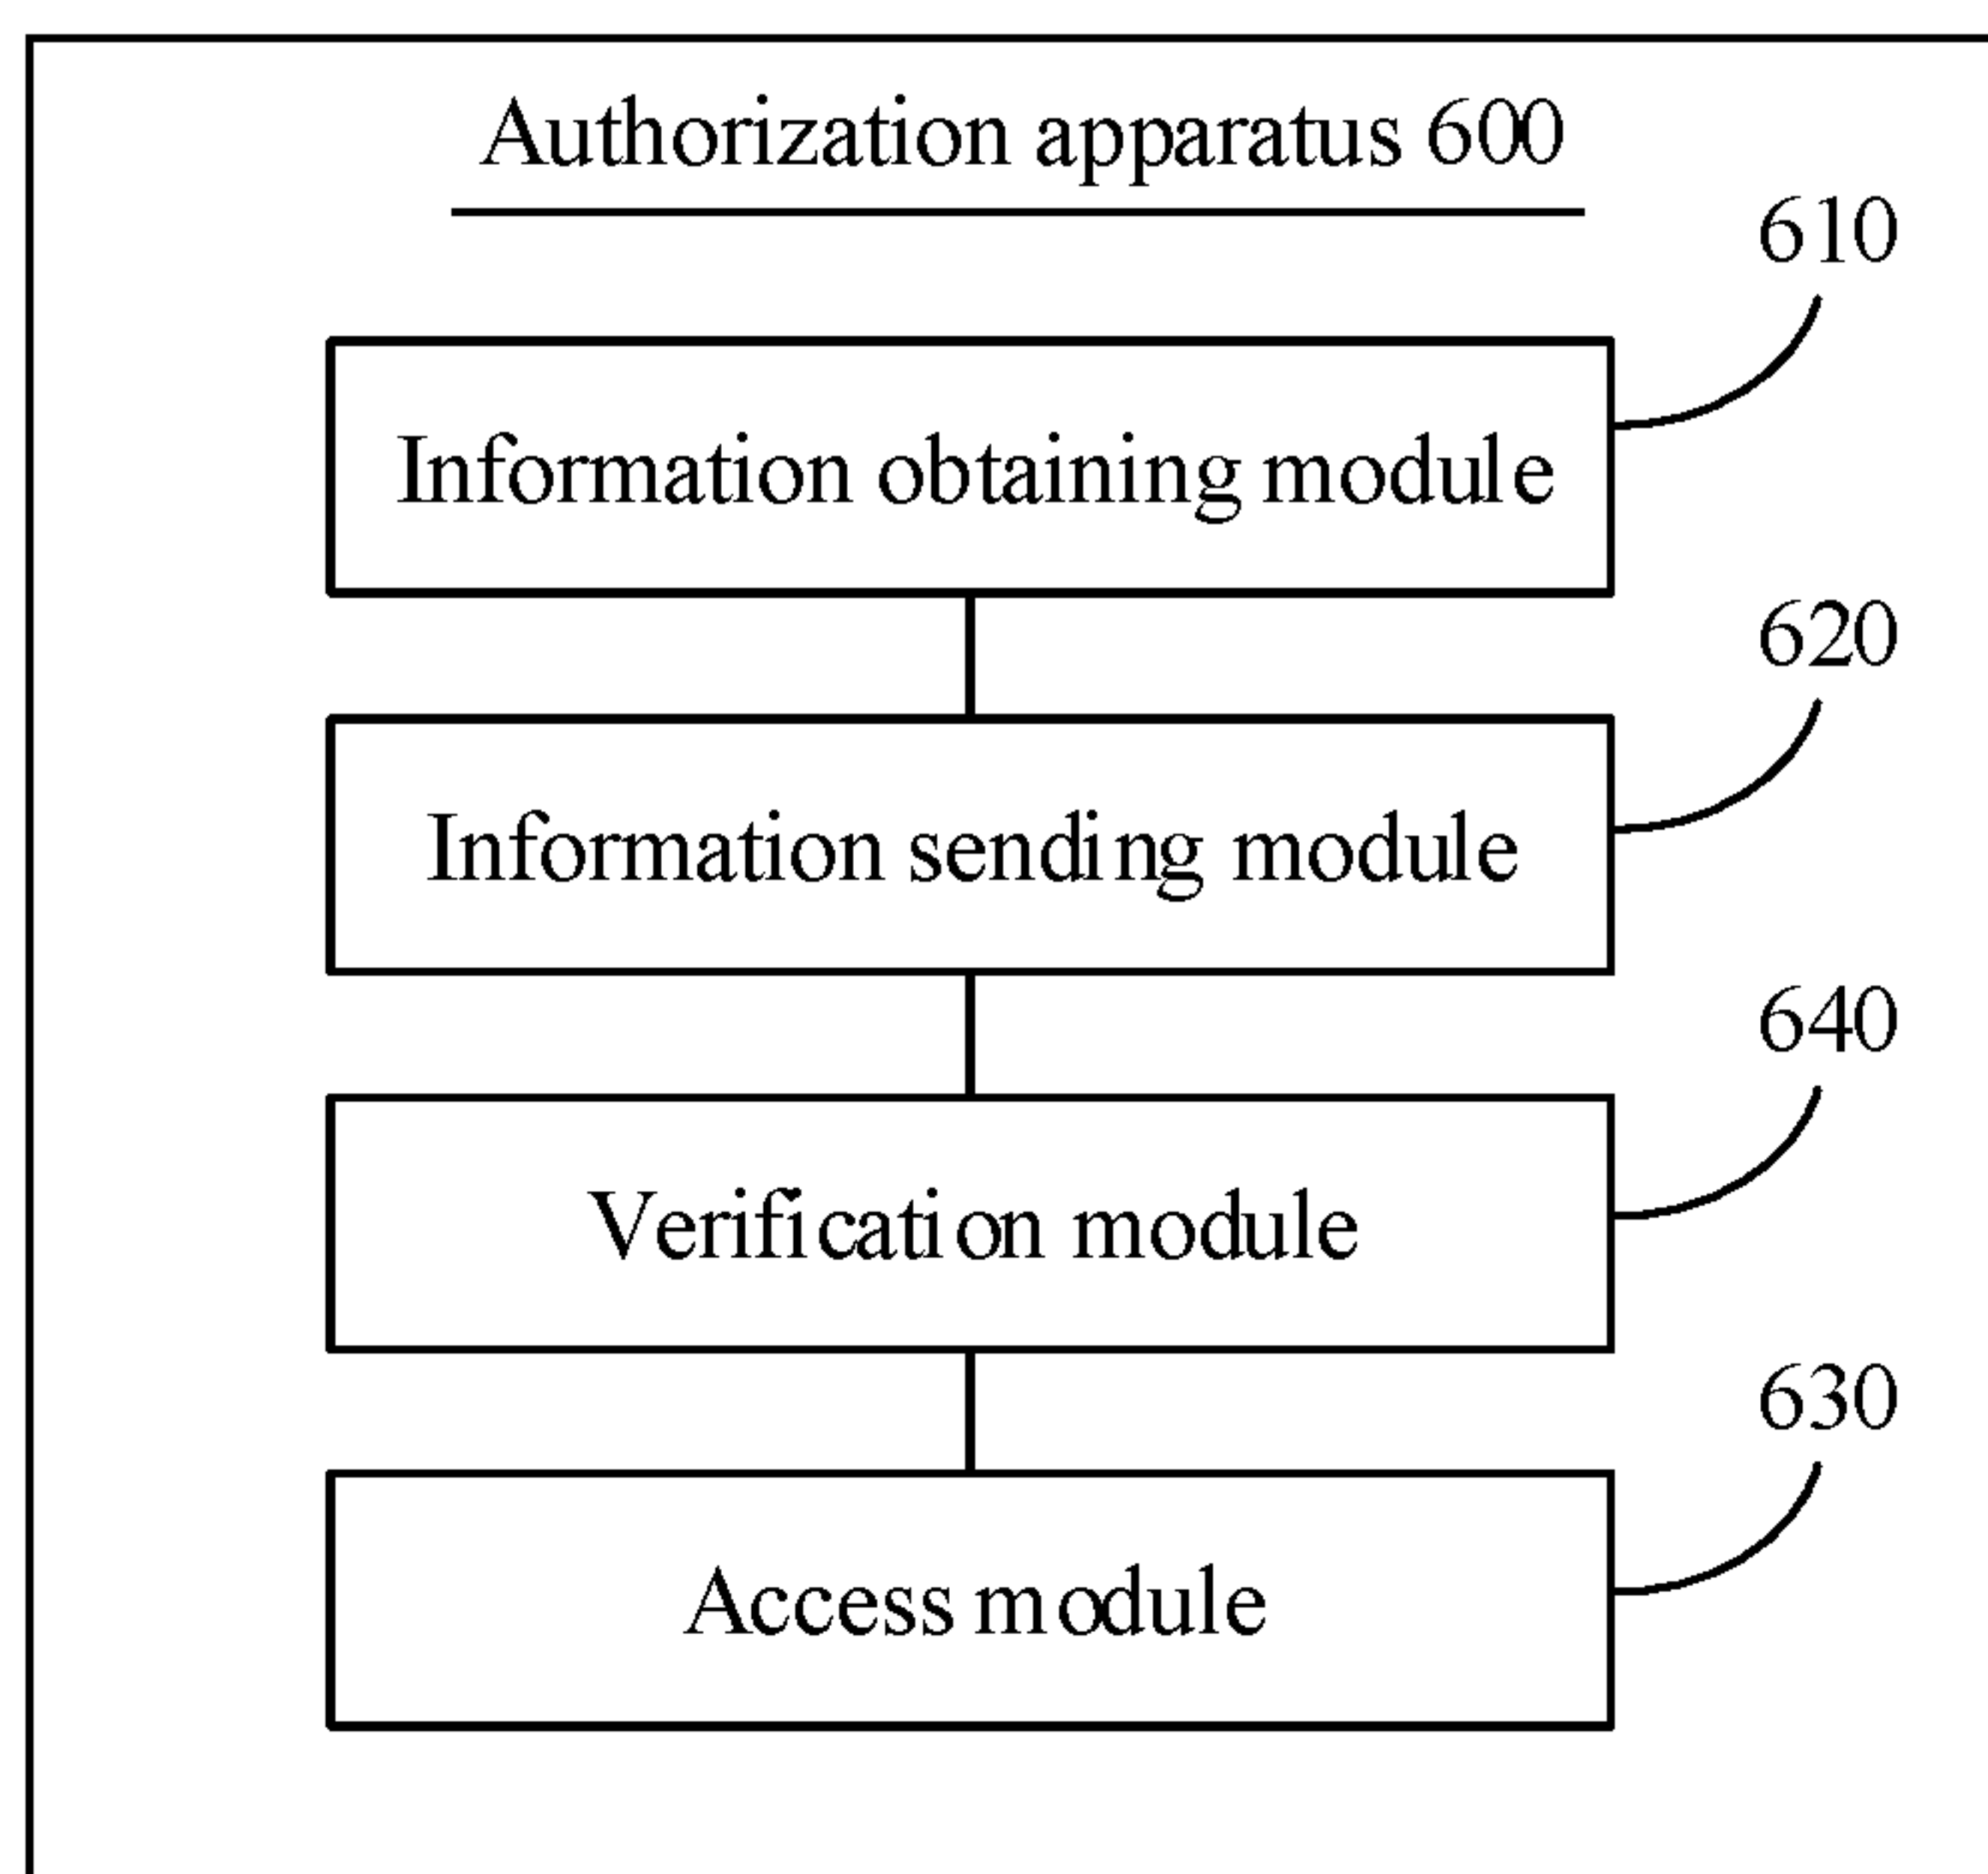 Authorization apparatus 600
610
Information obtaining module
620
Information sending module
640
Verification module
630
Access module